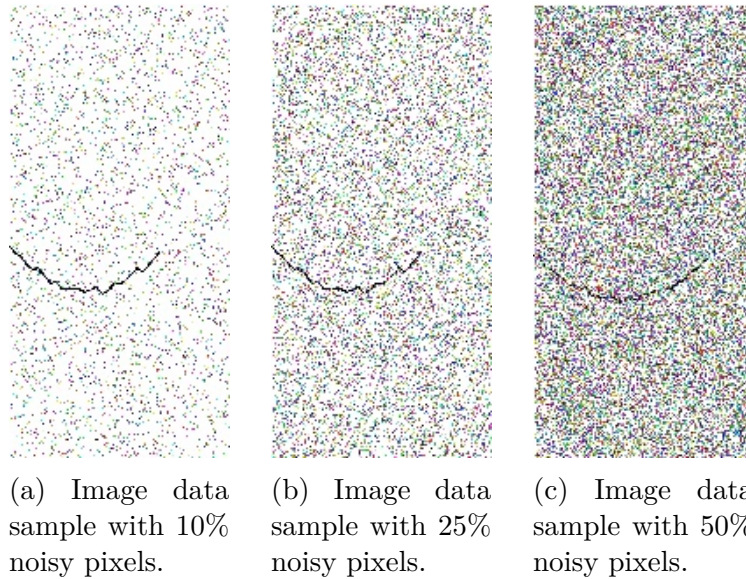 (a) Image data
sample with 10%
noisy pixels.
(b) Image data
sample with 25%
noisy pixels.
(c) Image data
sample with 50%
noisy pixels.